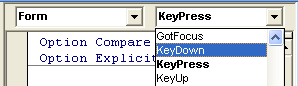 Form KeyPress
GotFocus
Option Compare KeyDown
Option Explicit KeyPress
KeyUp